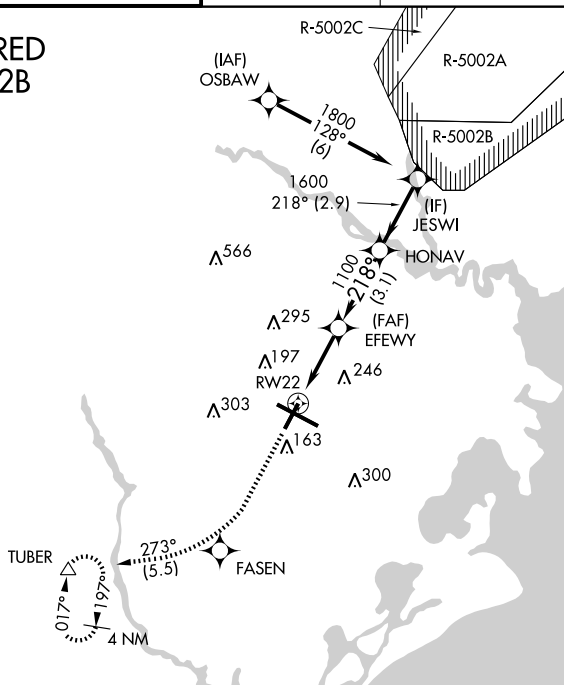 RED
2B
R-5002C
R-5002A
R-5002B
(IAF)
OSBAW
1800
128°
(6)
1600
218° (2.9)
(IF)
JESWI
HONAV
1100
218°
(3.1)
566
295
(FAF)
EFEWY
197
246
RW22
303
163
300
273°
(5.5)
FASEN
TUBER
017°
197°
4 NM